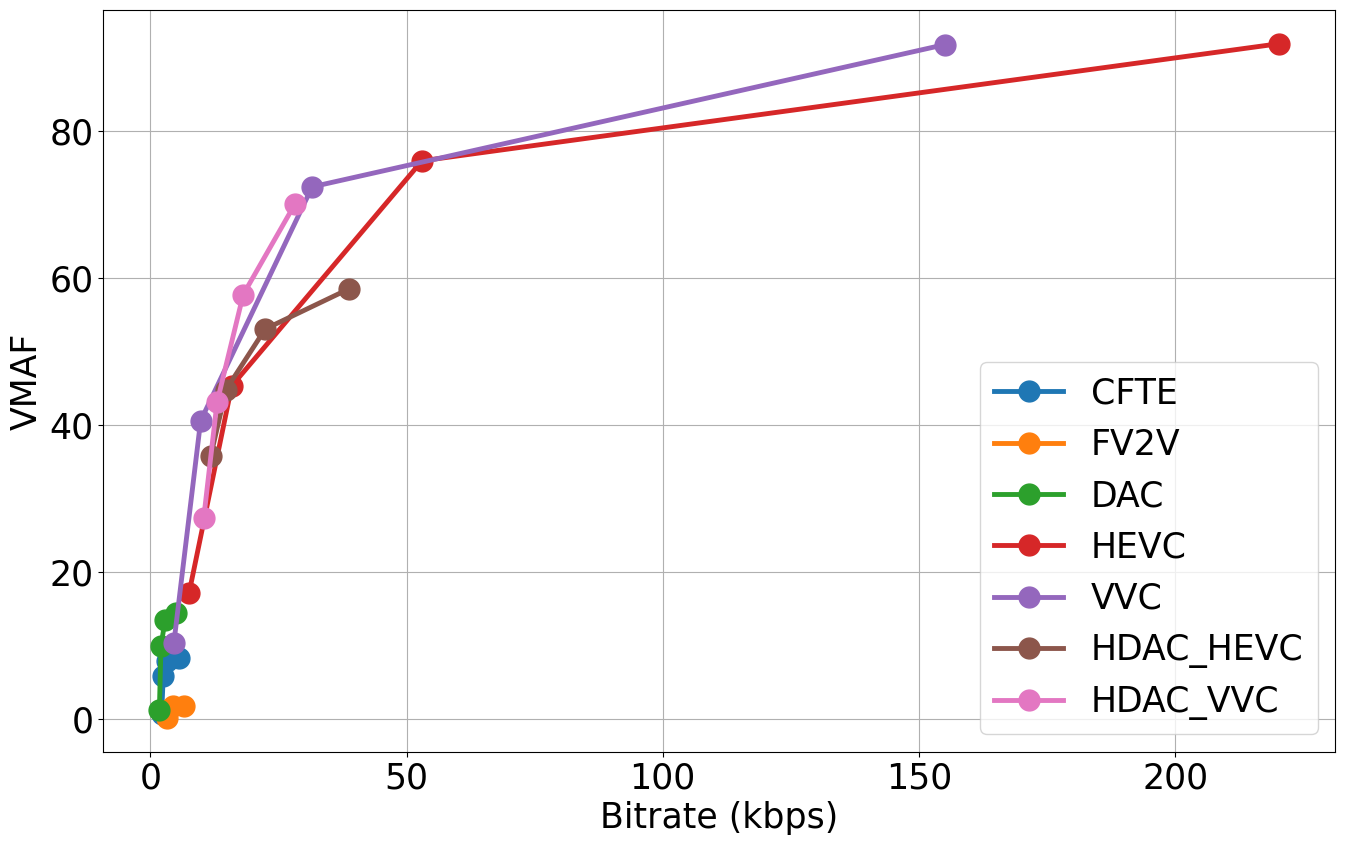 80
60
40
20
0
VMAF
0 50 100 150 200
Bitrate (kbps)
CFTE
FV2V
DAC
HEVC
VVC
HDAC_HEVC
HDAC_VVC